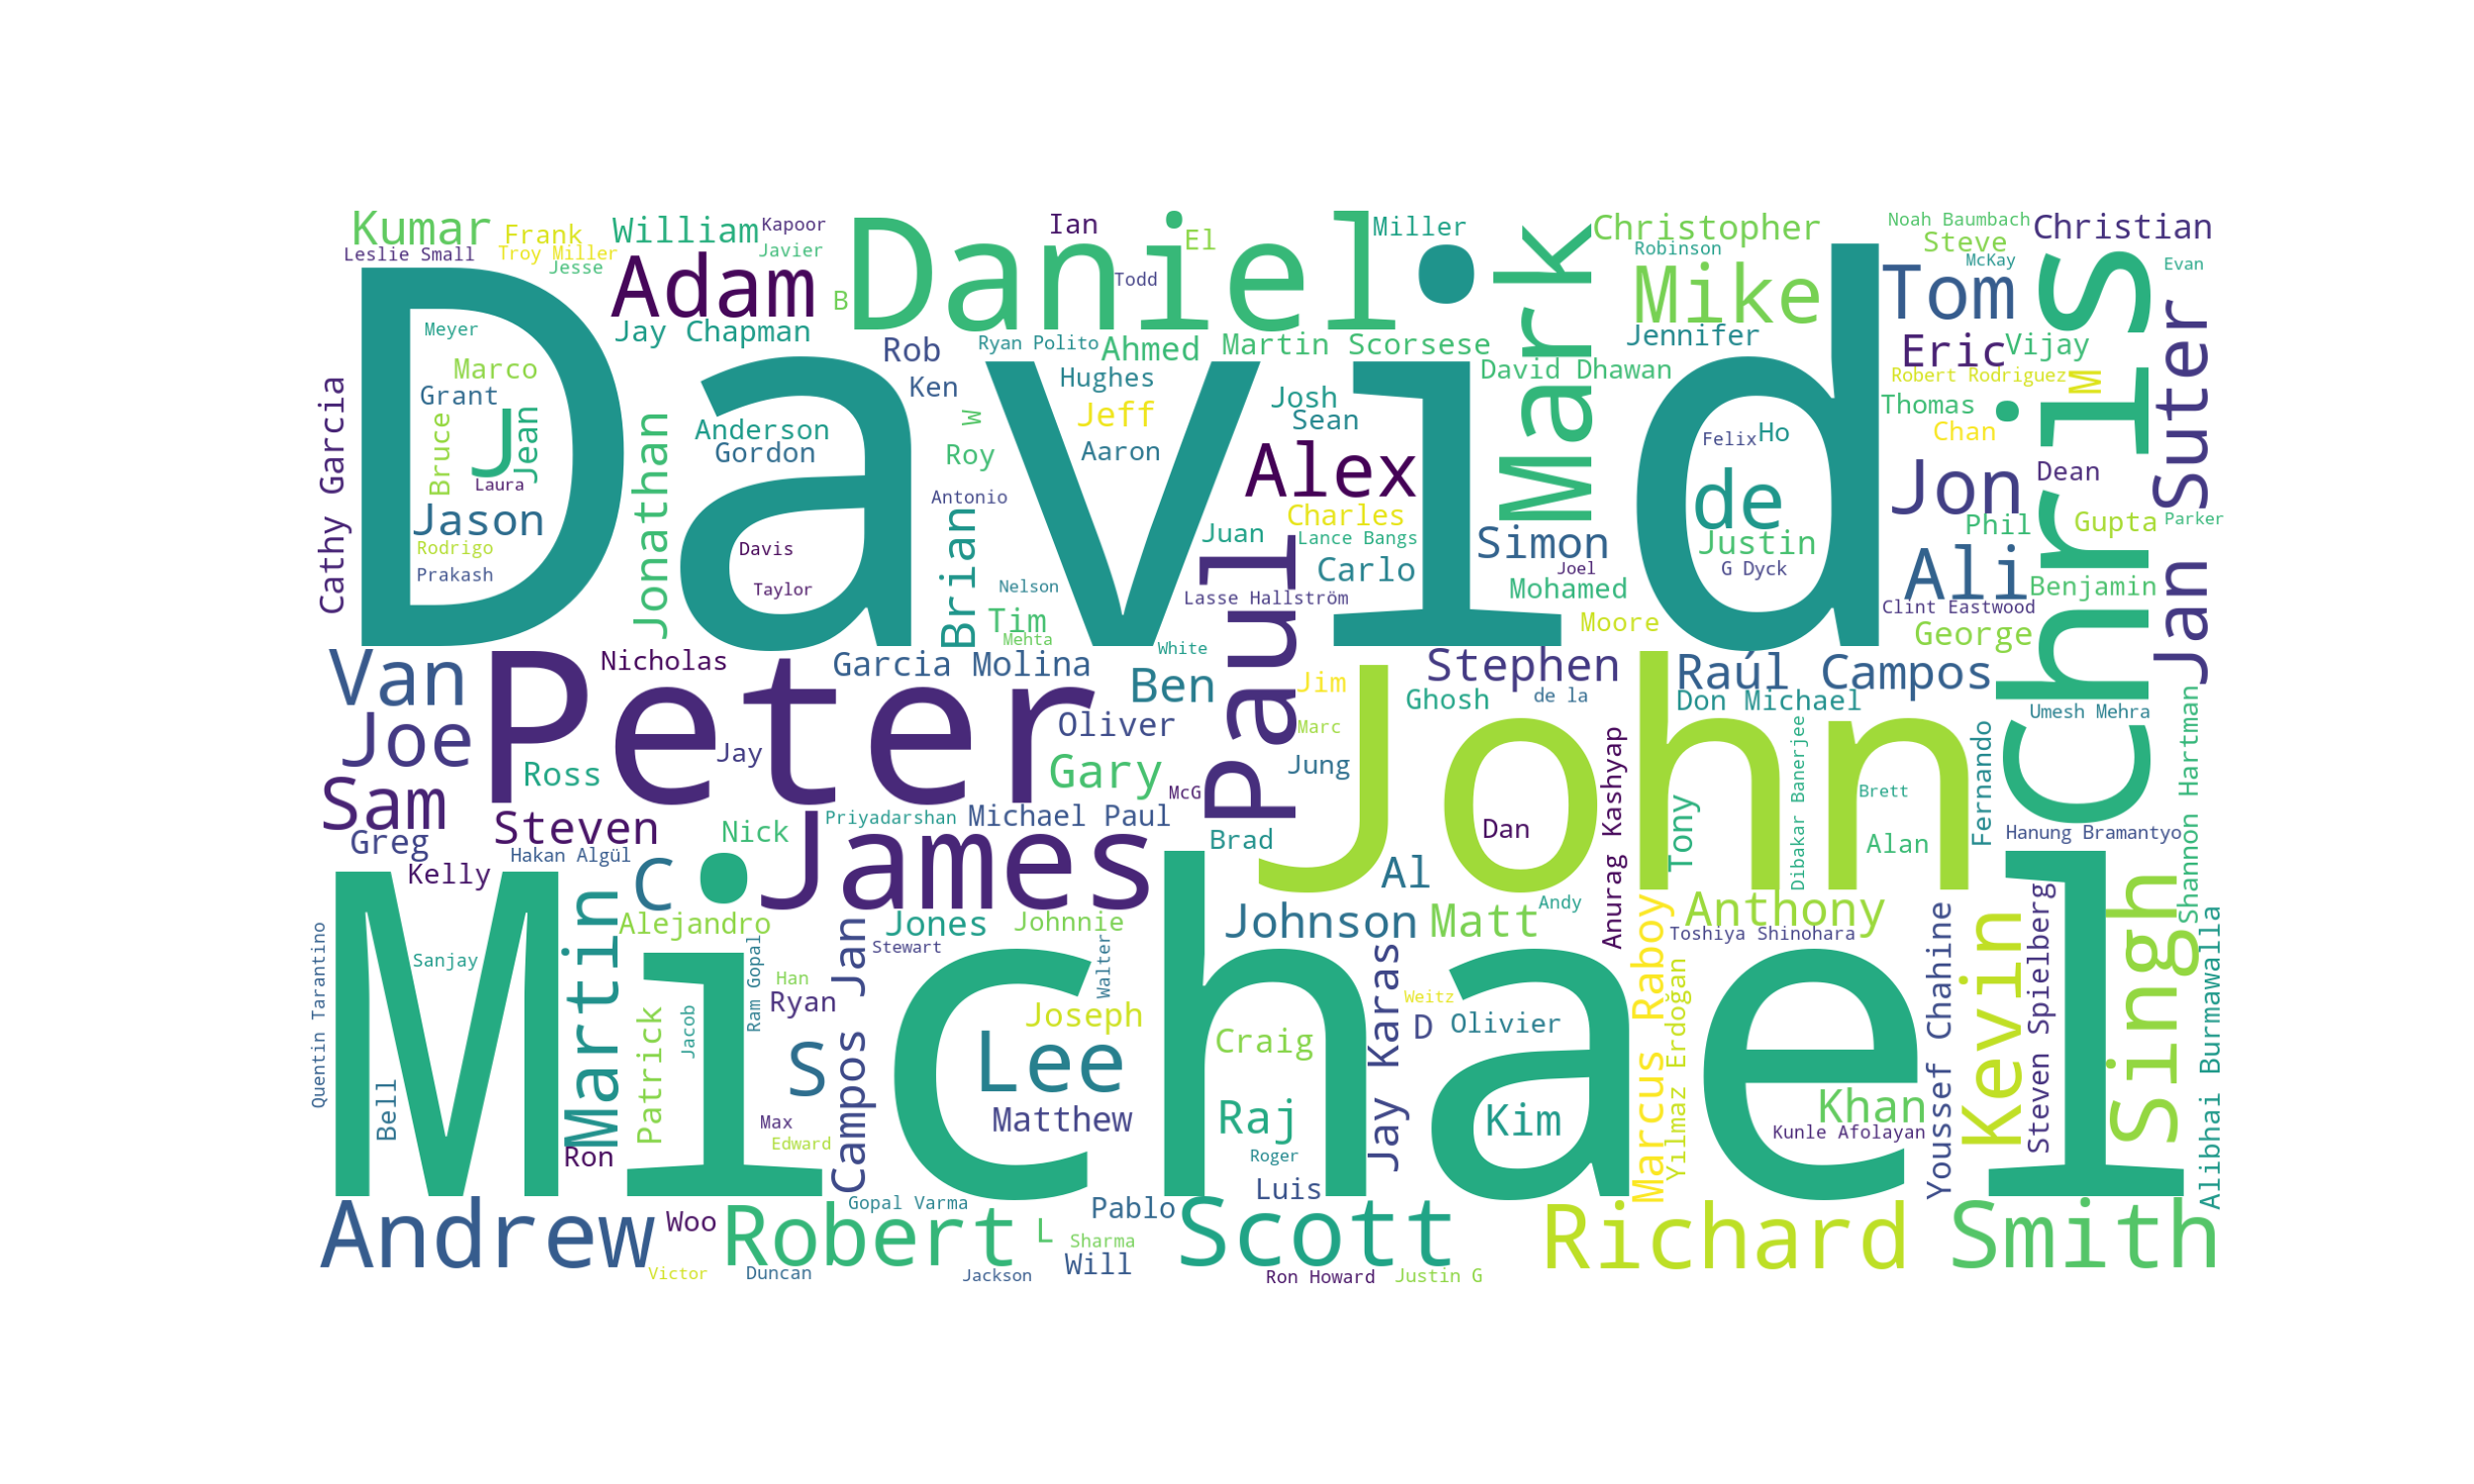 Kumar
Frank
William
Kapoor
Daniel
Ian
El
Miller
Mark
Christopher
Noah Baumbach
Christian
Leslie Small
Troy Miller
Jesse
Javier
Robinson
Steve
McKay
Evan
Adam
Todd
B
Mike
Tom
Chris
Jan Suter
David
Meyer
Jay Chapman
Rob
Ryan Polito
Ahmed
Martin Scorsese
Jennifer
Eric
Vijay
Marco
Grant
Ken
Hughes
David Dhawan
Robert Rodriguez
M
Cathy Garcia
Bruce
J
Jean
Jonathan
Anderson
Gordon
W
Jeff
Josh
Sean
Thomas
Chan
Laura
Roy
Aaron
Alex
Felix
Ho
Dean
Jason
Antonio
Charles
de
Jon
Phil
Gupta
Parker
Rodrigo
Prakash
Davis
Taylor
Brian
Juan
Lance Bangs
Simon
Justin
Nelson
Carlo
Joel
G Dyck
Ali
Benjamin
Tim
Mehta
Lasse Hallström
Mohamed
Moore
Clint Eastwood
George
White
Paul
Van
Nicholas
Garcia Molina
Ben
Jim
Stephen
Raúl Campos
Peter
Ghosh
de la
Don Michael
Umesh Mehra
Joe
Jay
Oliver
Marc
John
Fernando
Shannon Hartman
Ross
Gary
Jung
Anurag Kashyap
Dibakar Banerjee
Sam
McG
Brett
Greg
Steven
Nick
Priyadarshan
Michael Paul
Brad
Dan
Tony
Alan
Hanung Bramantyo
Hakan Algül
James
Kelly
C
Al
Michael
Martin
Alejandro
Jones
Johnnie
Johnson
Matt
Andy
Anthony
Quentin Tarantino
Sanjay
Stewart
Toshiya Shinohara
Campos Jan
Ram Gopal
Walter
Jay Karas
Marcus Raboy
Yılmaz Erdoğan
Youssef Chahine
Kevin
Steven Spielberg
Singh
Alibhai Burmawalla
Han
Ryan
Joseph
Weitz
D
Olivier
Patrick
Jacob
S
Lee
Craig
Bell
Max
Edward
Matthew
Raj
Kim
Khan
Kunle Afolayan
Ron
Roger
Luis
Andrew
Woo
Robert
Gopal Varma
L
Pablo
Sharma
Will
Scott
Richard
Smith
Victor
Duncan
Jackson
Ron Howard
Justin G